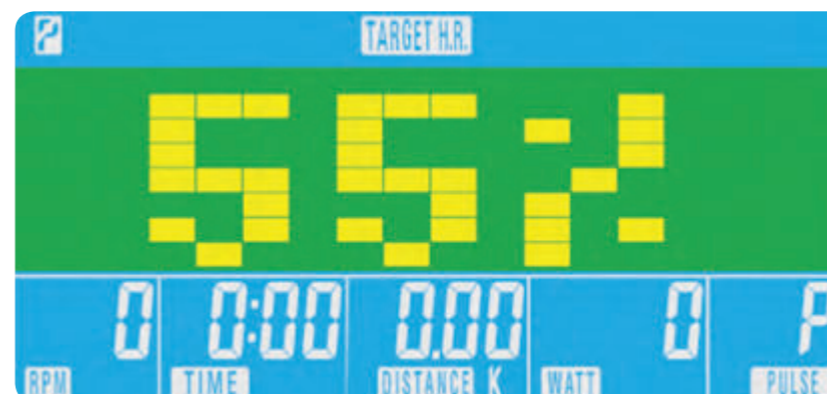 P TARGET H.R.
55%
0 0:00 0.00 0 P
RPM TIME DISTANCE K WATT PULSE